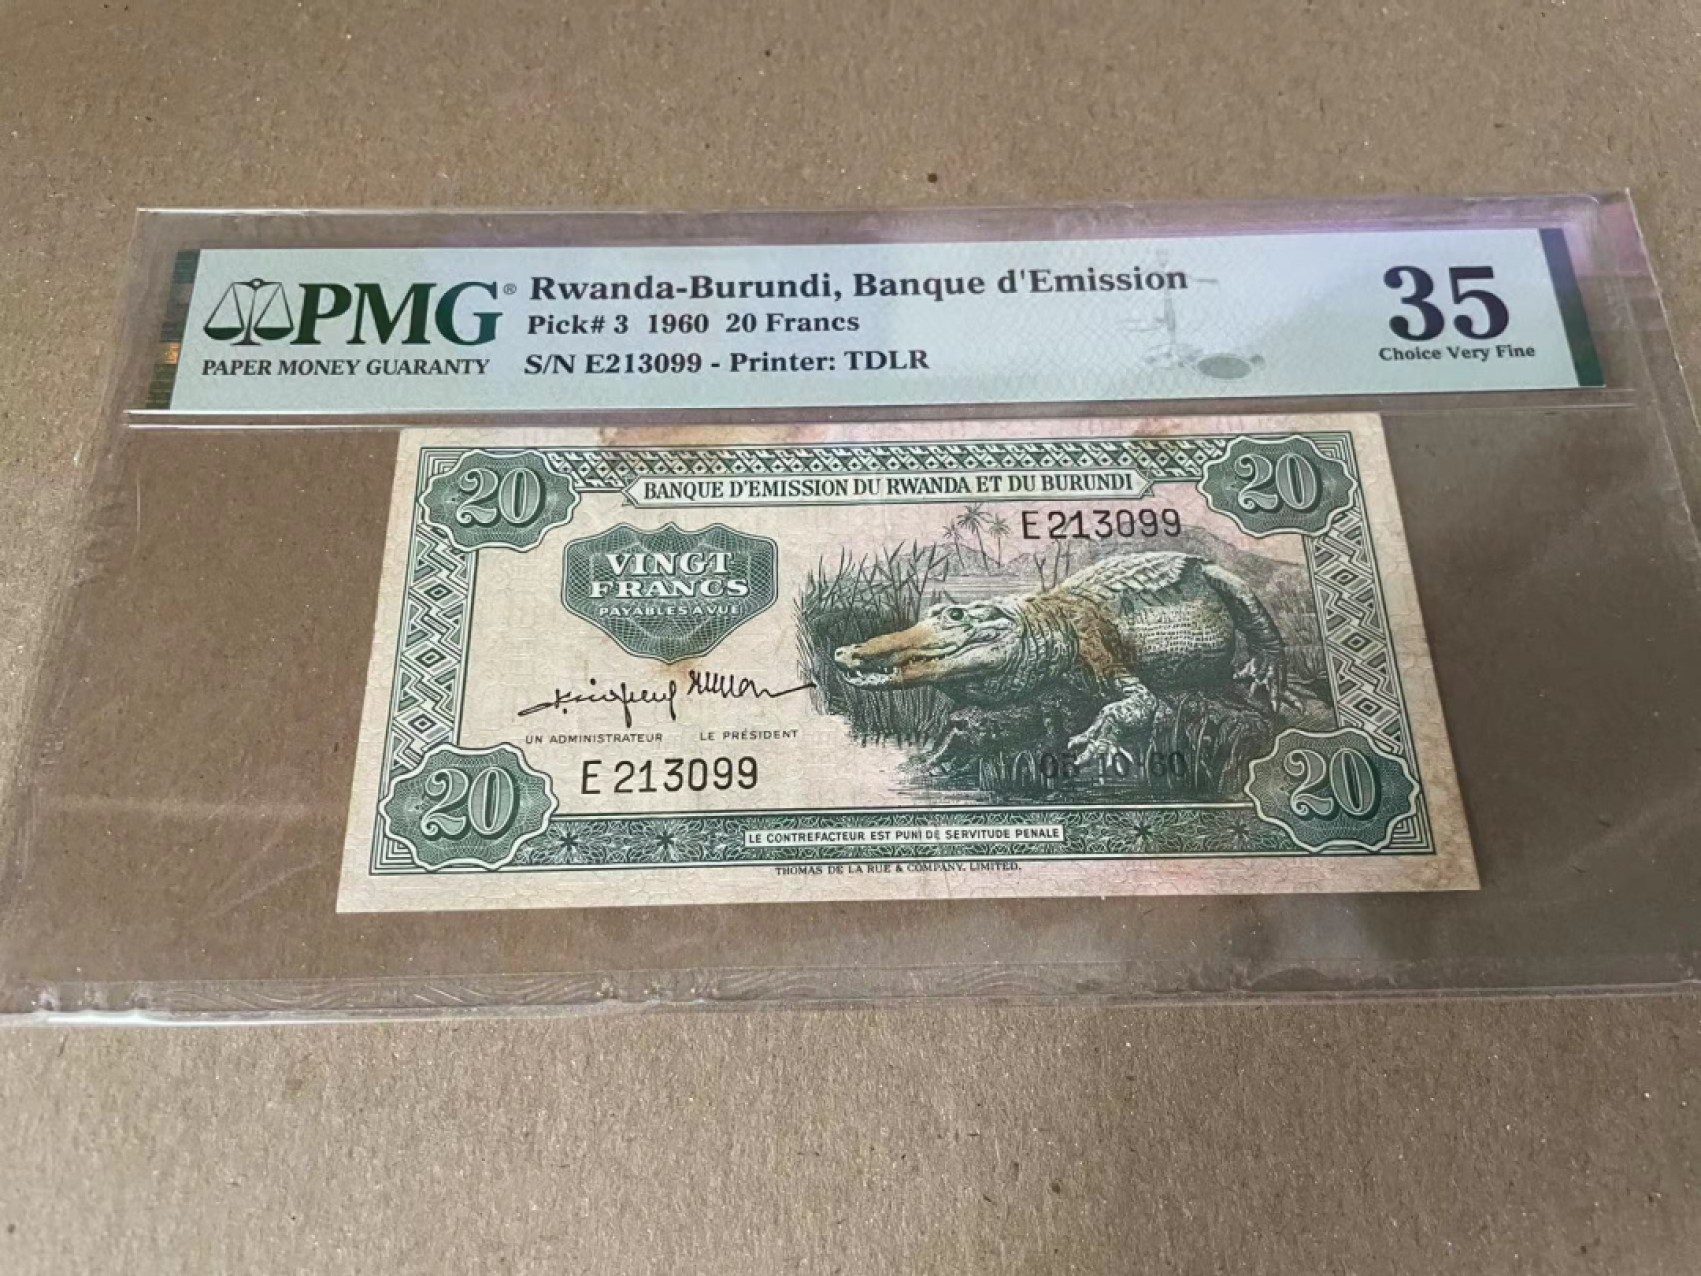 PMG®
PAPER MONEY GUARANTY
Rwanda-Burundi, Banque d'Emission
Pick# 3 1960 20 Francs
S/N E213099 - Printer: TDLR
35
Choice Very Fine
20
BANQUE D'EMISSION DU RWANDA ET DU BURUNDI
20
E213099
VINGT
FRANCS
PAYABLES A VUE
UN ADMINISTRATEUR LE PRÉSIDENT
E213099
20
20
LE CONTREFACTEUR EST PUNI DE SERVITUDE PENALE
THOMAS DE LA RUE & COMPANY, LIMITED.